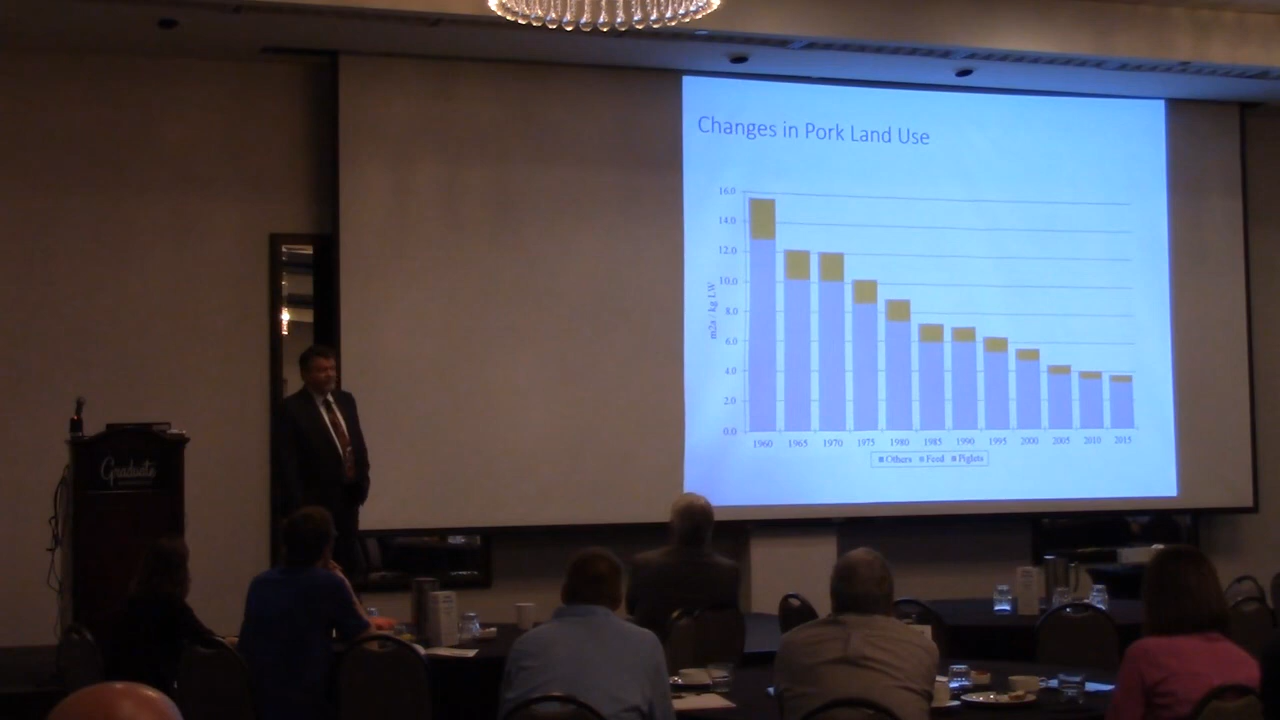 Changes in Pork Land Use
16.0
14.0
12.0
10.0
8.0
6.0
4.0
2.0
0.0
m2a / kg LW
1960 1965 1970 1975 1980 1985 1990 1995 2000 2005 2010 2015
Others Feed Piglets
Graduate